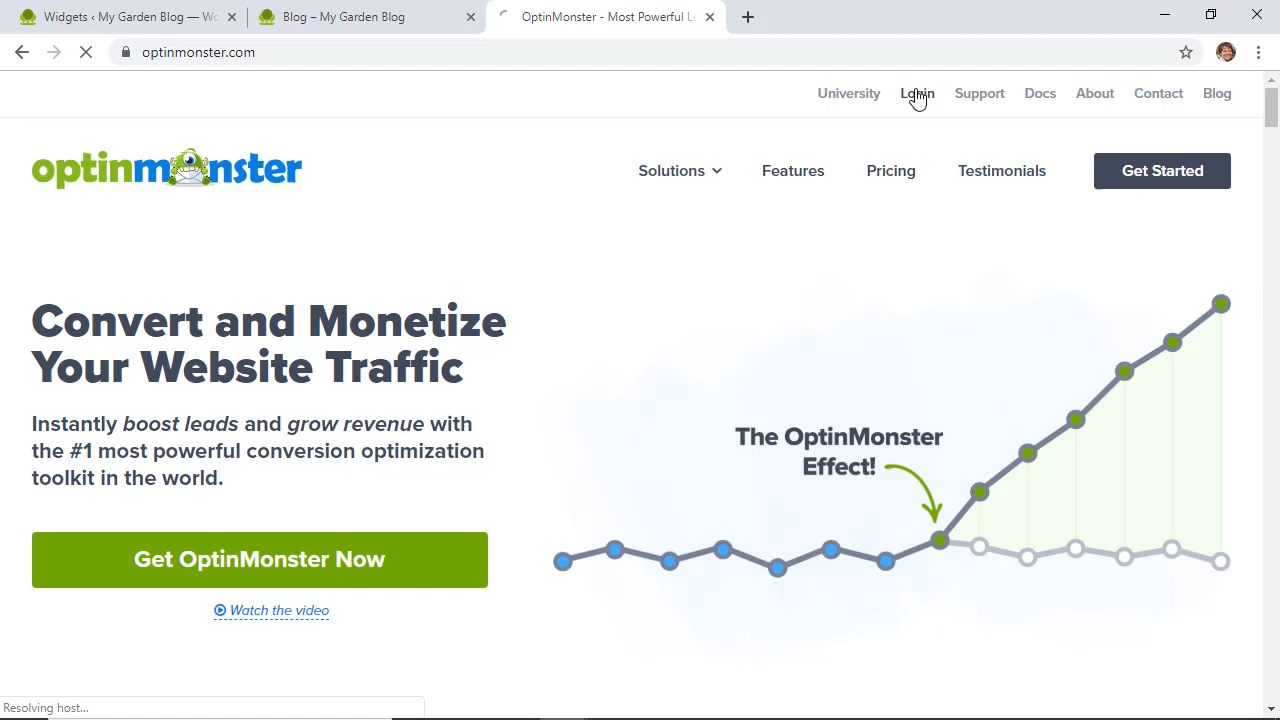 Widgets ‹ My Garden Blog — Wo
Blog – My Garden Blog
OptinMonster - Most Powerful Le
optinmonster.com
University Login Support Docs About Contact Blog
optinmonster
Solutions Features Pricing Testimonials Get Started
Convert and Monetize
Your Website Traffic
Instantly boost leads and grow revenue with
the #1 most powerful conversion optimization
toolkit in the world.
The OptinMonster
Effect!
Get OptinMonster Now
Watch the video
Resolving host...